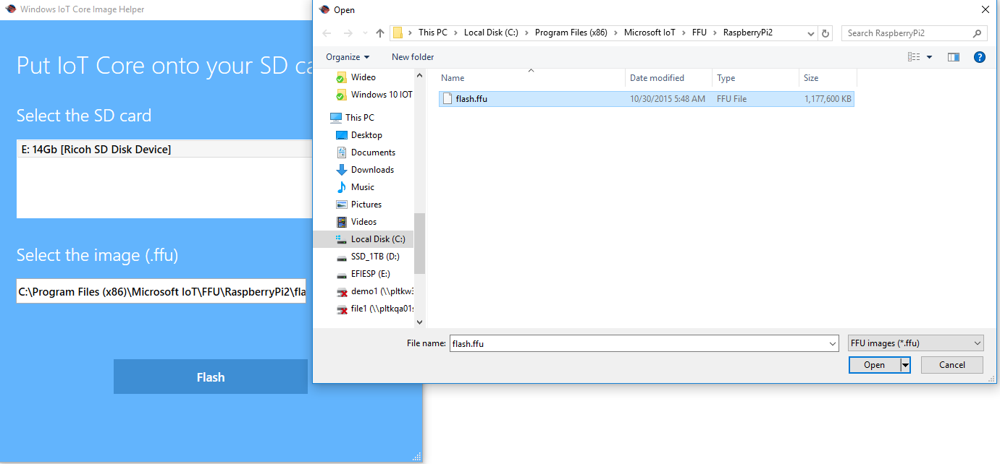 Windows IoT Core Image Helper
Put IoT Core onto your SD ca
Select the SD card
E: 14Gb [Ricoh SD Disk Device]
Select the image (.ffu)
C:\Program Files (x86)\Microsoft IoT\FFU\RaspberryPi2\fla
Flash
Open
This PC > Local Disk (C:) > Program Files (x86) > Microsoft IoT > FFU > RaspberryPi2
Search RaspberryPi2
Organize
New folder
?
Wideo
Windows 10 IOT
This PC
Desktop
Documents
Downloads
Music
Pictures
Videos
Local Disk (C:)
SSD_1TB (D:)
EFIESP (E:)
demo1 (\\pltkw3
file1 (\\pltkqa01s
Name Date modified Type Size
flash.ffu 10/30/2015 5:48 AM FFU File 1,177,600 KB
File name: flash.ffu
FFU images (*.ffu)
Open
Cancel